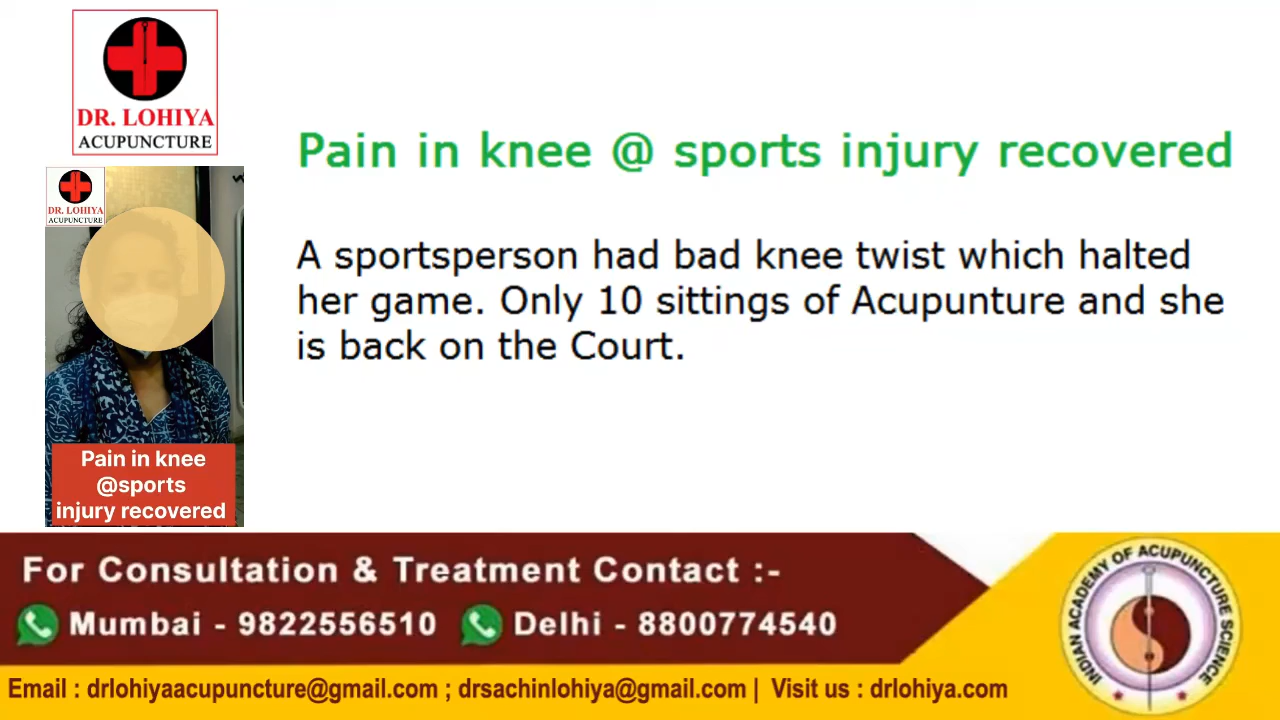 DR. LOHIYA
ACUPUNCTURE
Pain in knee @ sports injury recovered
A sportsperson had bad knee twist which halted
her game. Only 10 sittings of Acupunture and she
is back on the Court.
DR. LOHIYA
ACUPUNCTURE
Pain in knee
@sports
injury recovered
For Consultation & Treatment Contact :-
Mumbai - 9822556510 Delhi - 8800774540
Email : drlohiyaacupuncture@gmail.com ; drsachinlohiya@gmail.com | Visit us : drlohiya.com
INDIAN ACADEMY OF ACUPUNCTURE SCIENCE